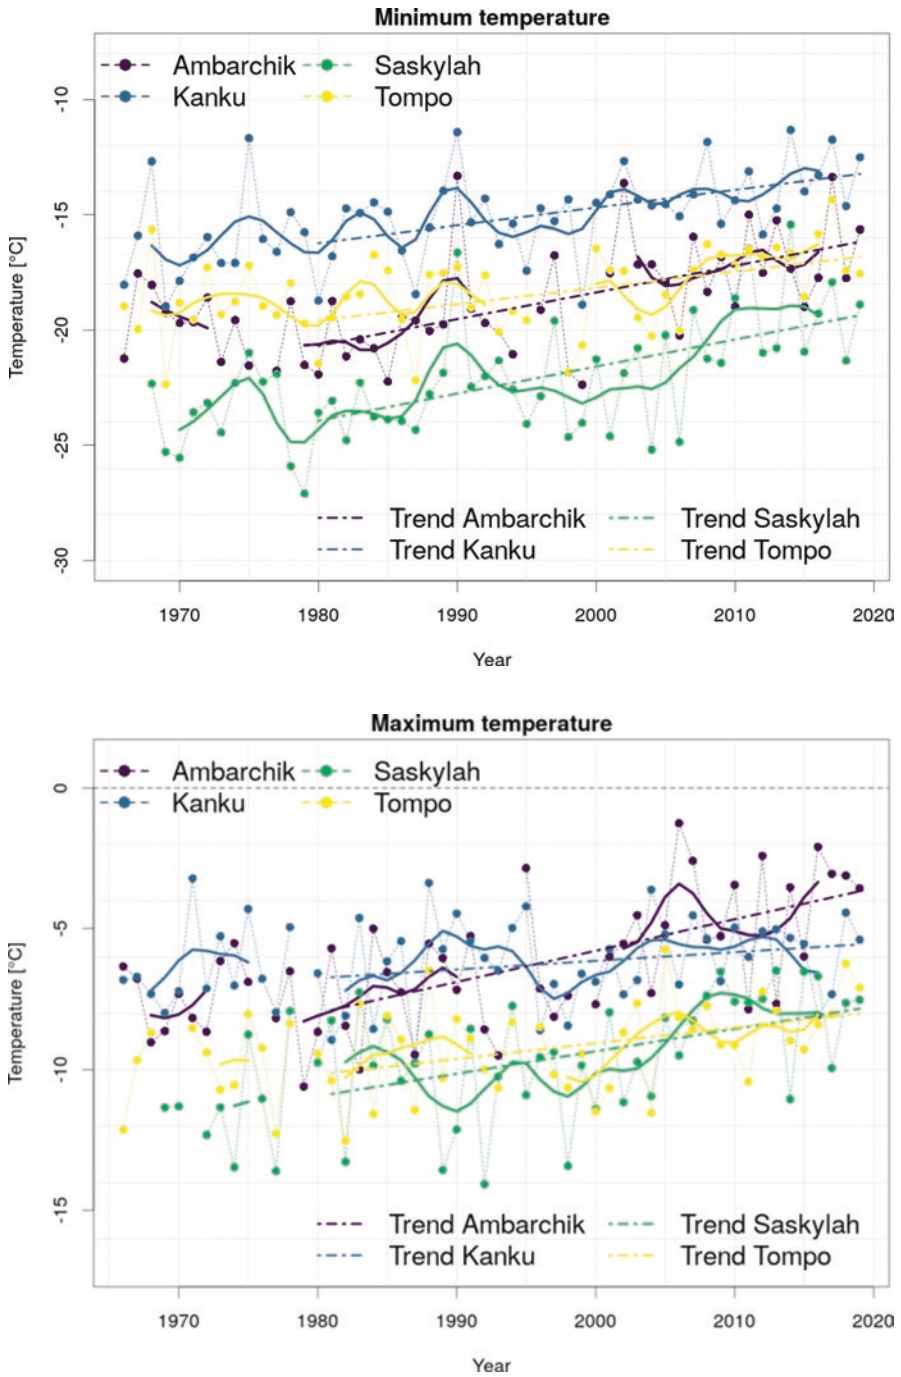 Minimum temperature
Ambarchik Saskylah
Kanku Tompo
-10
-15
-20
-25
-30
Temperature [°C]
Trend Ambarchik Trend Saskylah
Trend Kanku Trend Tompo
1970 1980 1990 2000 2010 2020
Year
Maximum temperature
Ambarchik Saskylah
Kanku Tompo
0
-5
-10
-15
Temperature [°C]
Trend Ambarchik Trend Saskylah
Trend Kanku Trend Tompo
1970 1980 1990 2000 2010 2020
Year